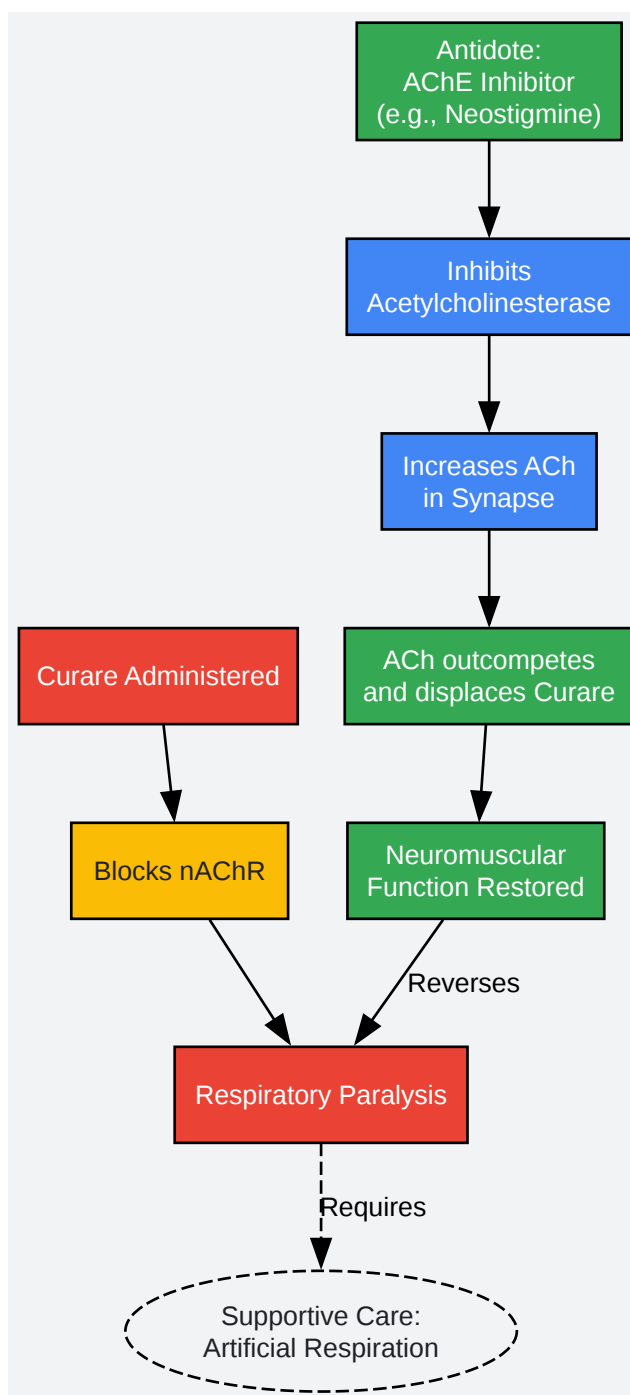 Antidote:
AChE Inhibitor
(e.g., Neostigmine)
Inhibits
Acetylcholinesterase
Increases ACh
in Synapse
Curare Administered
ACh outcompetes
and displaces Curare
Blocks nAChR
Neuromuscular
Function Restored
Reverses
Respiratory Paralysis
Requires
Supportive Care:
Artificial Respiration